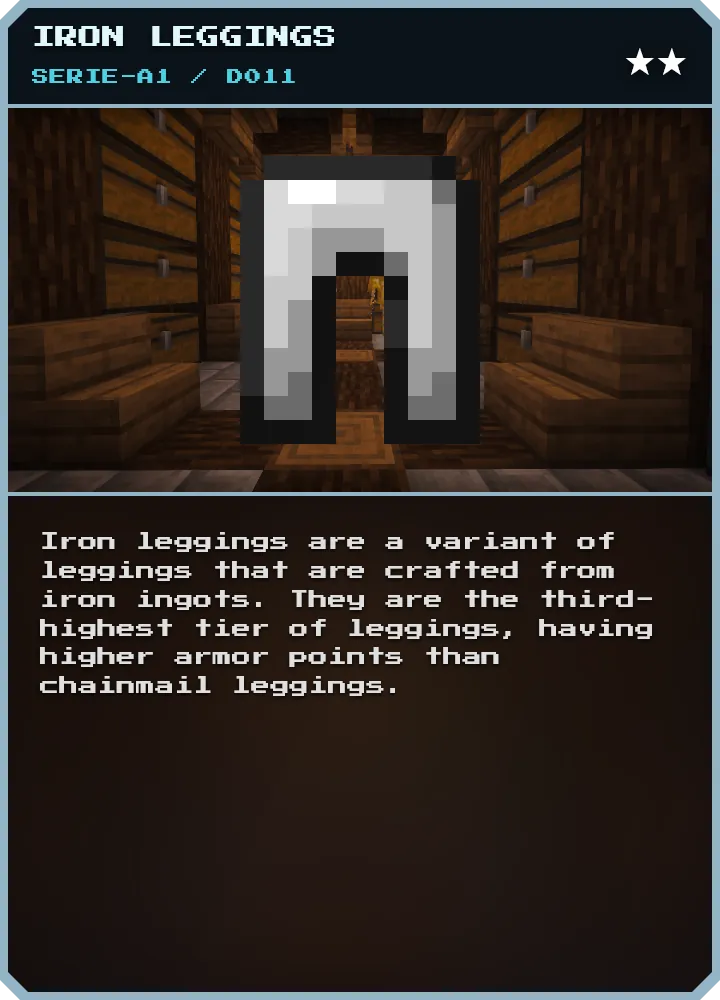 IRON LEGGINGS
SERIE-A1 / D011
★★
Iron leggings are a variant of
leggings that are crafted from
iron ingots. They are the third-
highest tier of leggings, having
higher armor points than
chainmail leggings.